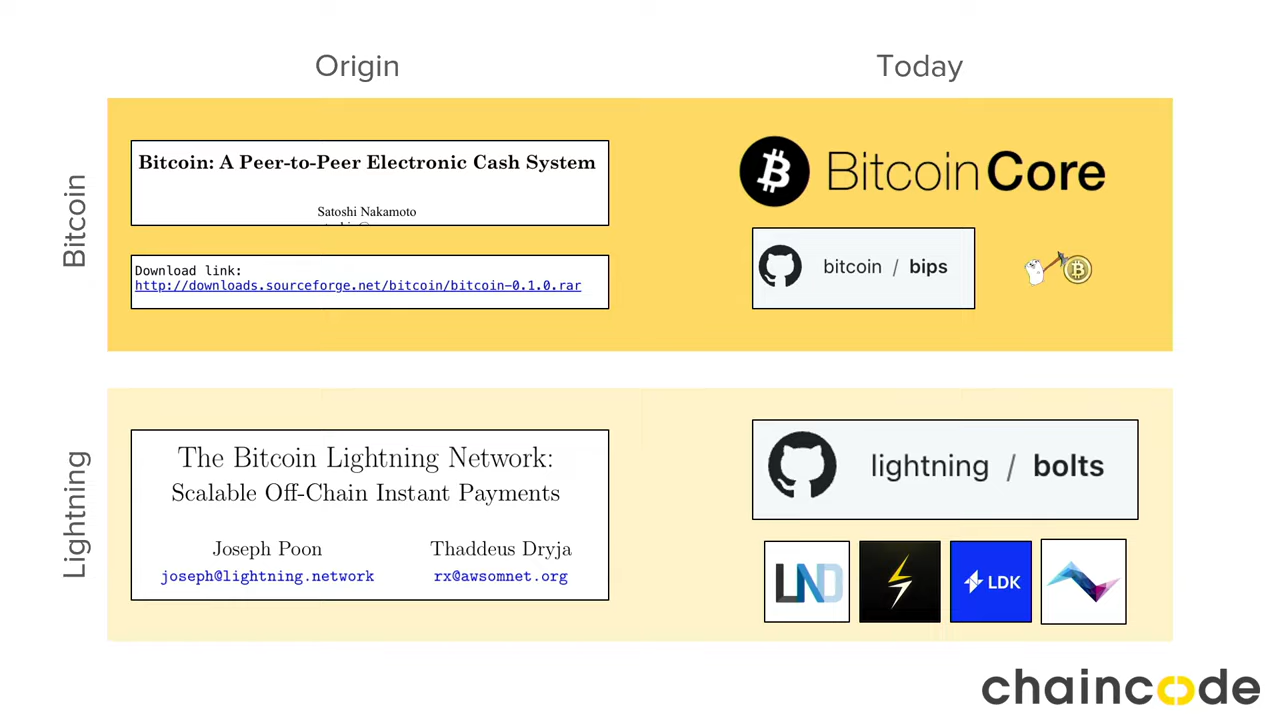 Origin
Today
Bitcoin
Bitcoin: A Peer-to-Peer Electronic Cash System
Satoshi Nakamoto
Download link:
http://downloads.sourceforge.net/bitcoin/bitcoin-0.1.0.rar
Bitcoin Core
bitcoin / bips
Lightning
The Bitcoin Lightning Network:
Scalable Off-Chain Instant Payments
Joseph Poon
Thaddeus Dryja
joseph@lightning.network
rx@awsomnet.org
lightning / bolts
LND
LDK
chaincode